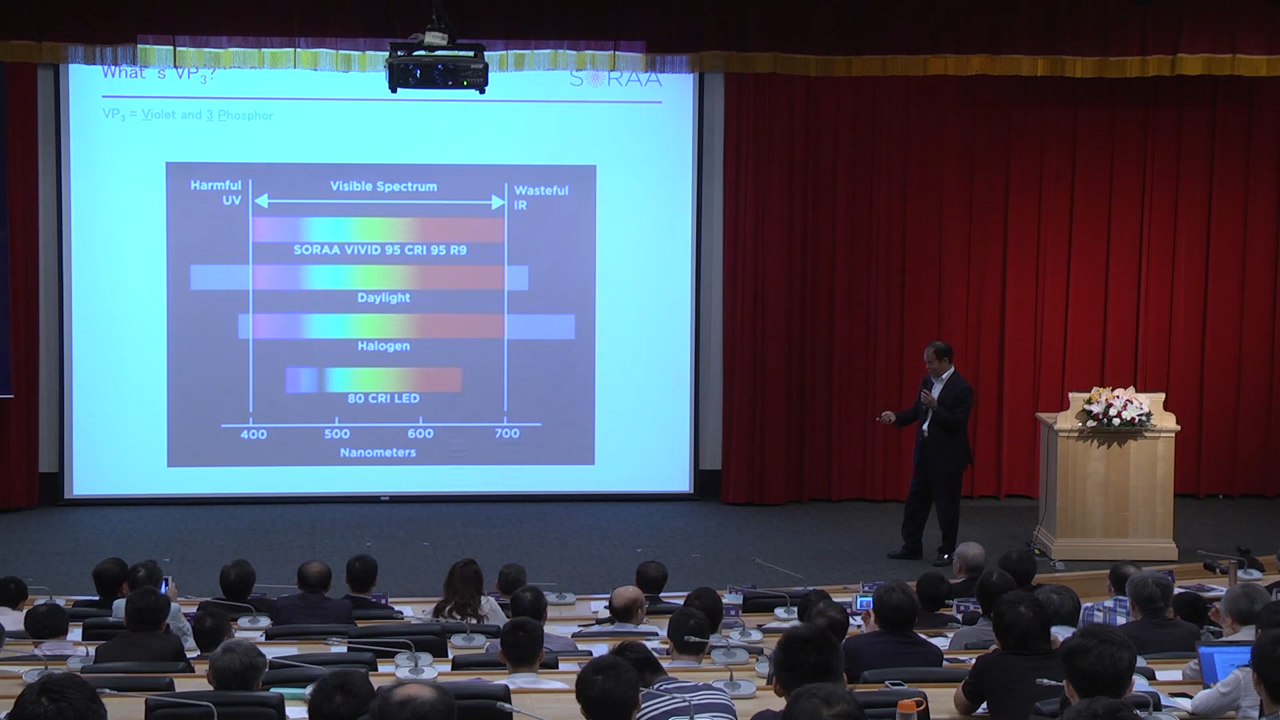 What's VP3?
SORAA
VP3 = Violet and 3 Phosphor
Harmful
UV
Visible Spectrum
Wasteful
IR
SORAA VIVID 95 CRI 95 R9
Daylight
Halogen
80 CRI LED
400 500 600 700
Nanometers